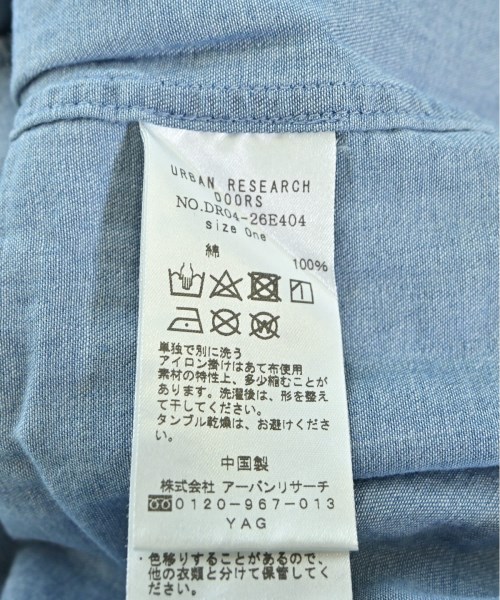 URBAN RESEARCH
DOORS
NO.DR04-26E404
size One
綿 100%
単独で別に洗う
アイロン掛けはあて布使用
素材の特性上、多少縮むことが
あります。洗濯後は、形を整え
て干してください。
タンブル乾燥は、お避けください。
中国製
株式会社 アーバンリサーチ
0120-967-013
YAG
・色移りすることがあるので、
他の衣類と分けて保管してく